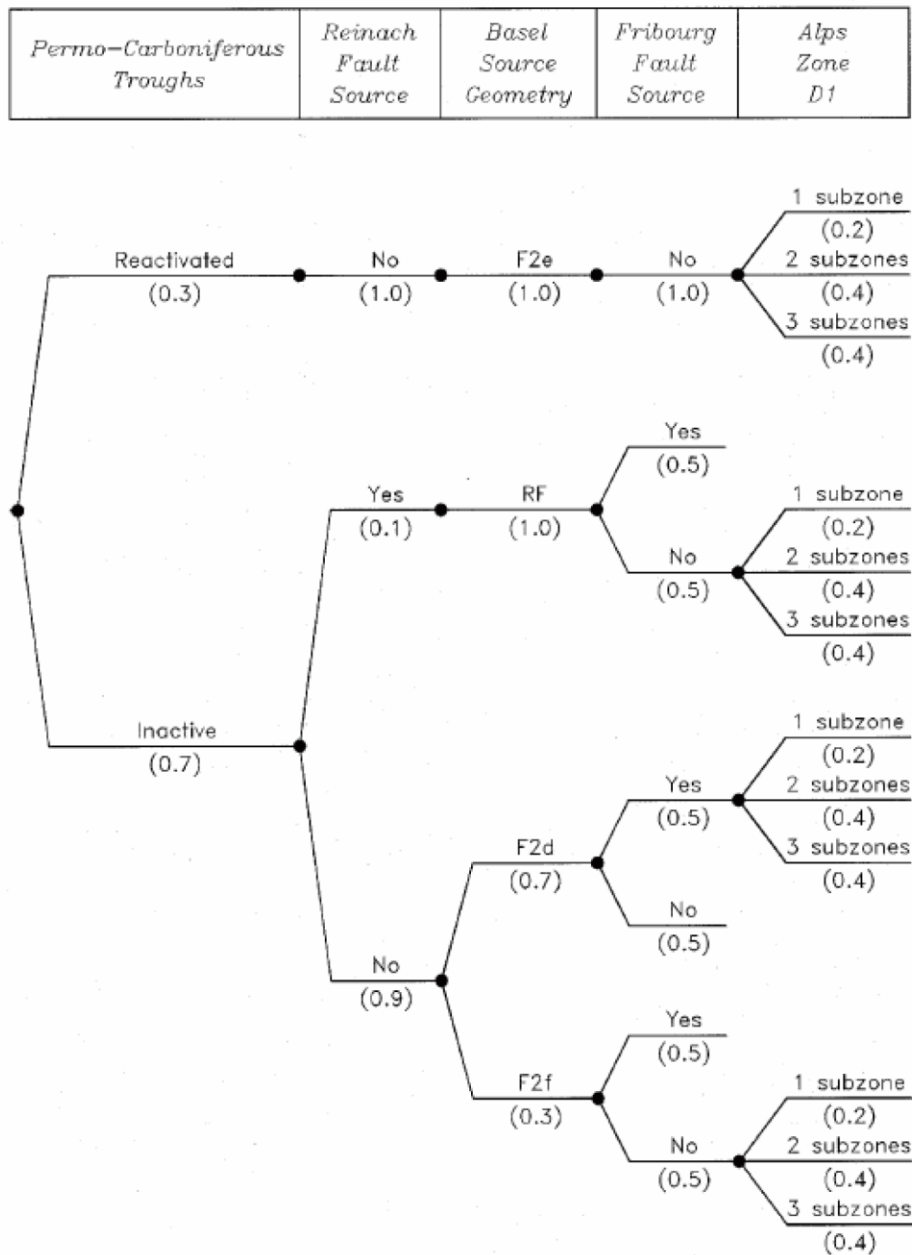 Permo-Carboniferous
Troughs
Reinach
Fault
Source
Basel
Source
Geometry
Fribourg
Fault
Source
Alps
Zone
D1
1 subzone
(0.2)
Reactivated
No
F2e
No
2 subzones
(0.3)
(1.0)
(1.0)
(1.0)
(0.4)
3 subzones
(0.4)
Yes
(0.5)
Yes
RF
1 subzone
(0.1)
(1.0)
(0.2)
No
2 subzones
(0.5)
(0.4)
3 subzones
(0.4)
Inactive
1 subzone
(0.7)
(0.2)
Yes
2 subzones
(0.5)
(0.4)
F2d
3 subzones
(0.7)
(0.4)
No
(0.5)
No
(0.9)
Yes
(0.5)
F2f
1 subzone
(0.3)
(0.2)
No
2 subzones
(0.5)
(0.4)
3 subzones
(0.4)